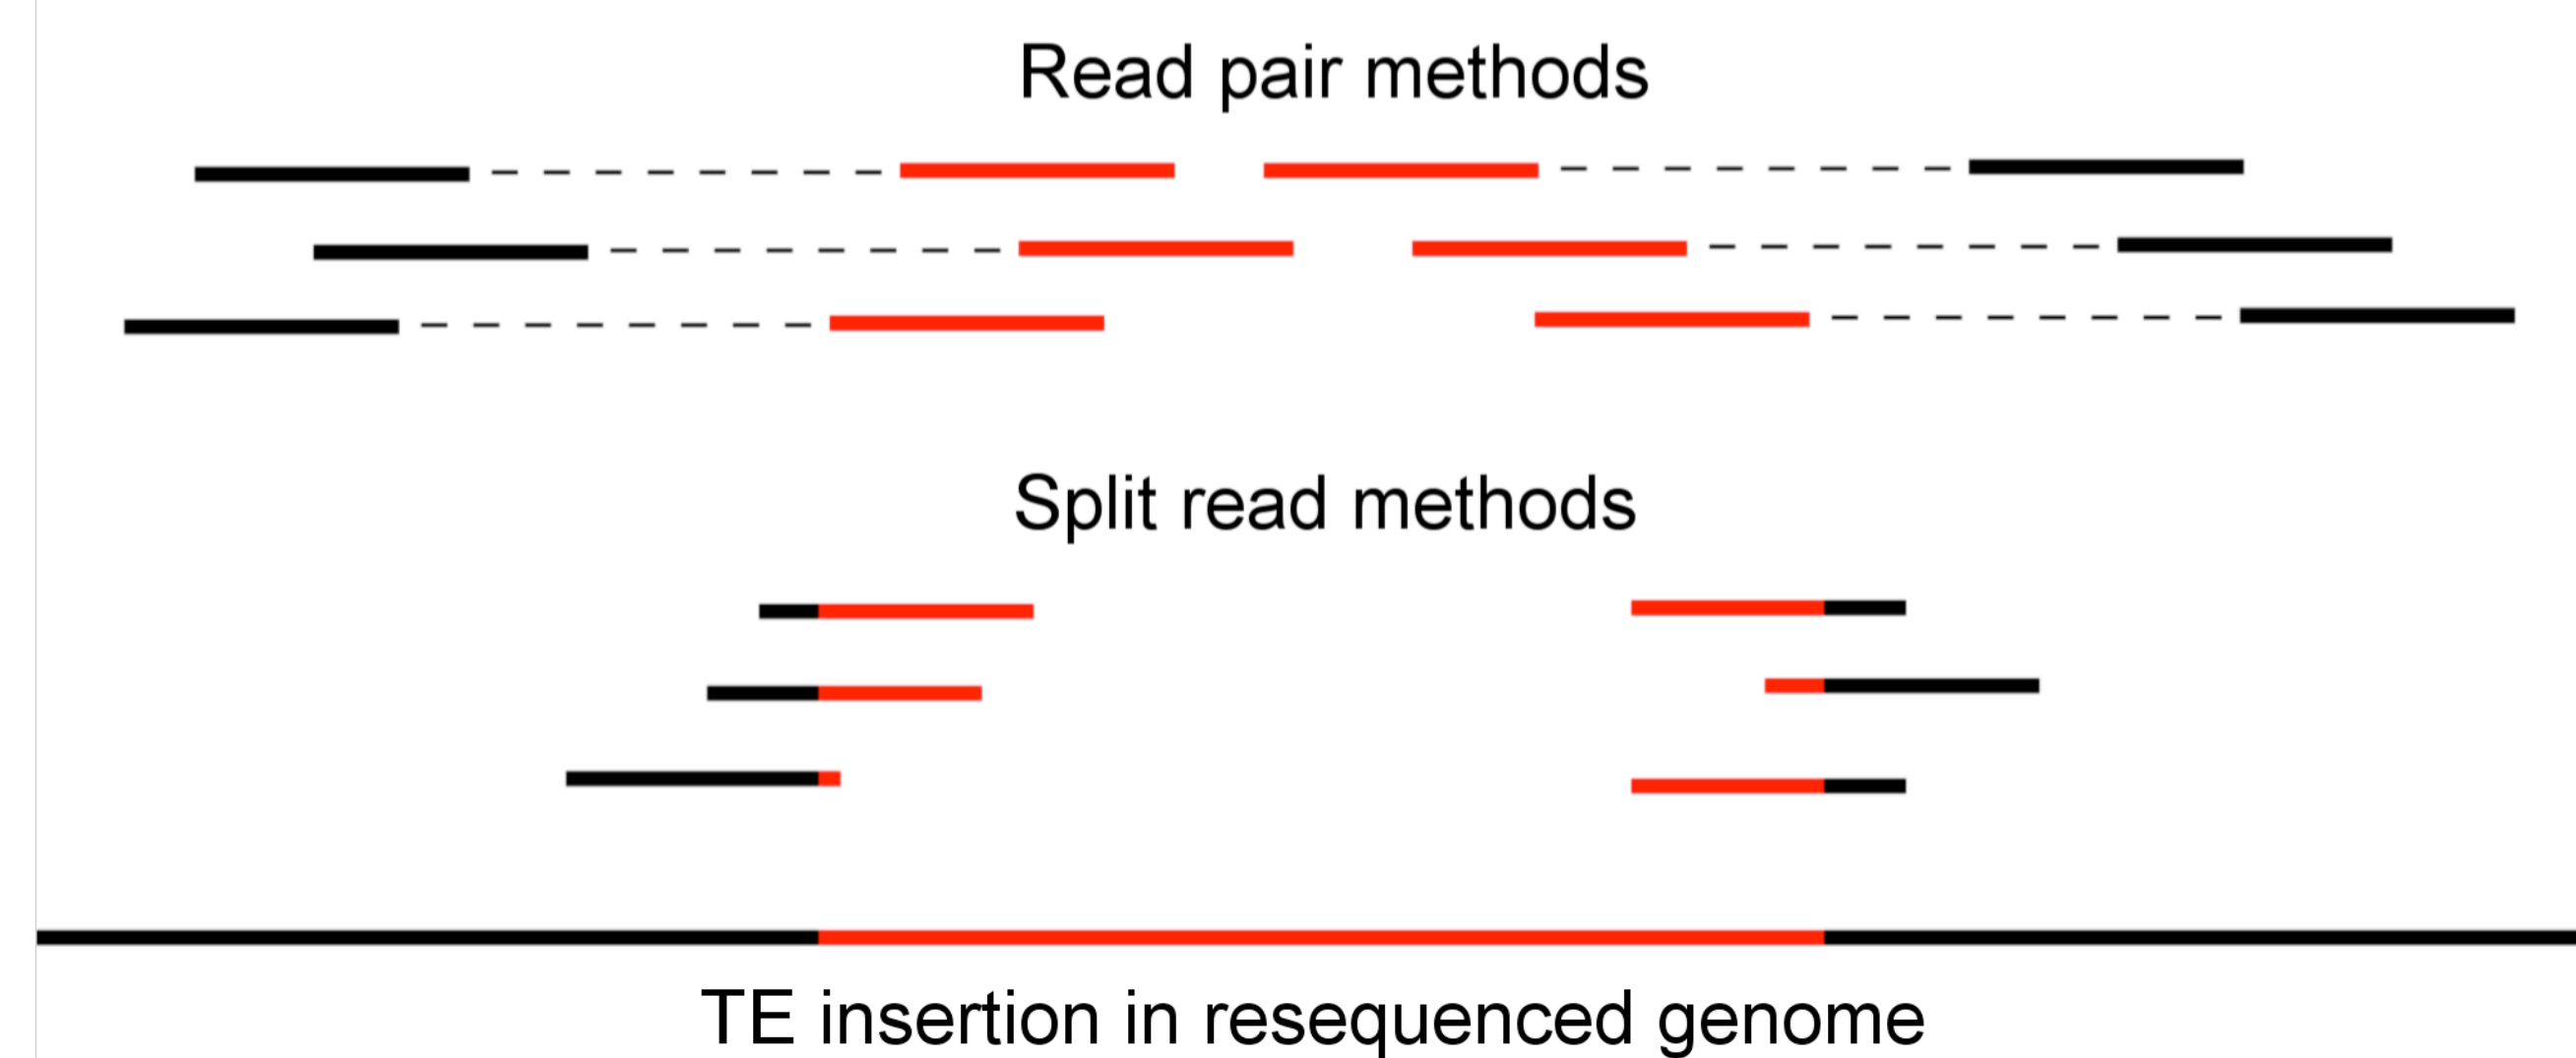 Read pair methods
Split read methods
TE insertion in resequenced genome